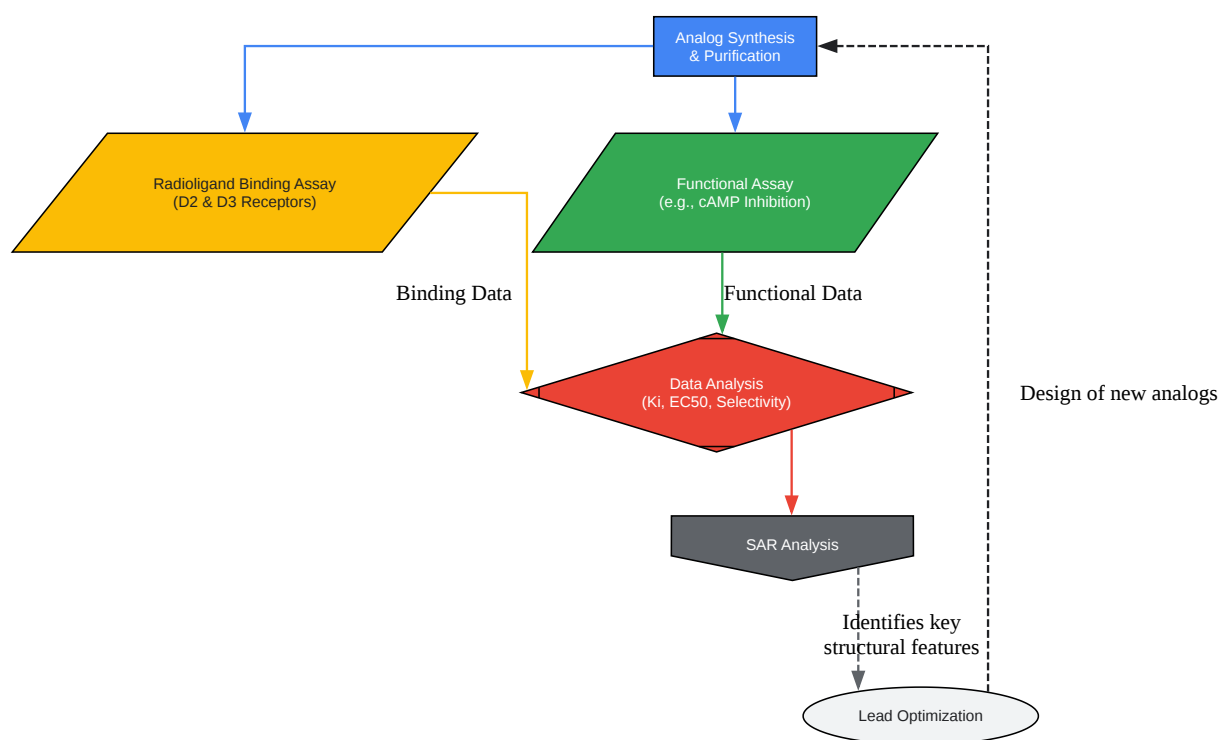 Analog Synthesis
& Purification
Radioligand Binding Assay
(D2 & D3 Receptors)
Functional Assay
(e.g., cAMP Inhibition)
Binding Data
Functional Data
Data Analysis
(Ki, EC50, Selectivity)
Design of new analogs
SAR Analysis
Identifies key
structural features
Lead Optimization